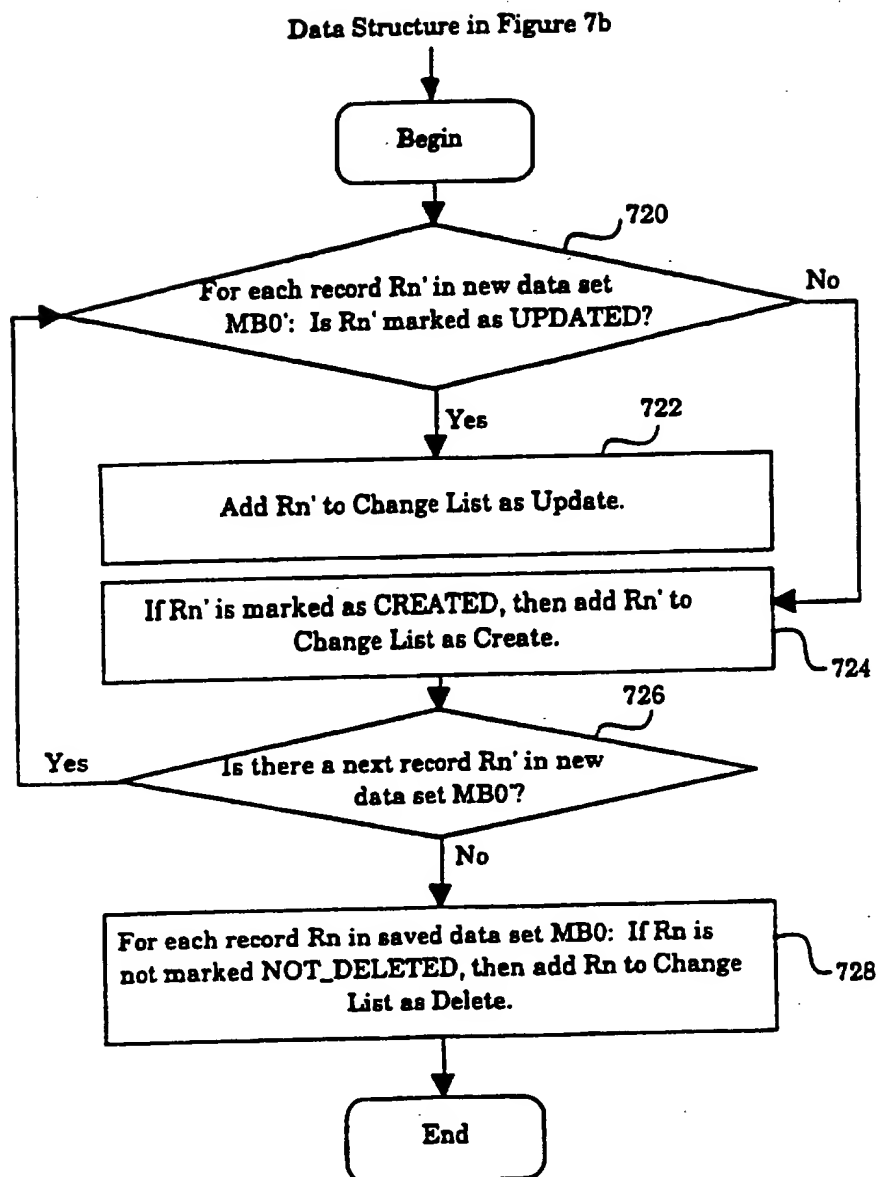 Data Structure in Figure 7b
Begin
720
For each record Rn' in new data set
MB0': Is Rn' marked as UPDATED?
No
Yes
722
Add Rn' to Change List as Update.
If Rn' is marked as CREATED, then add Rn' to
Change List as Create.
724
726
Yes
Is there a next record Rn' in new
data set MB0'?
No
For each record Rn in saved data set MB0: If Rn is
not marked NOT_DELETED, then add Rn to Change
List as Delete.
728
End